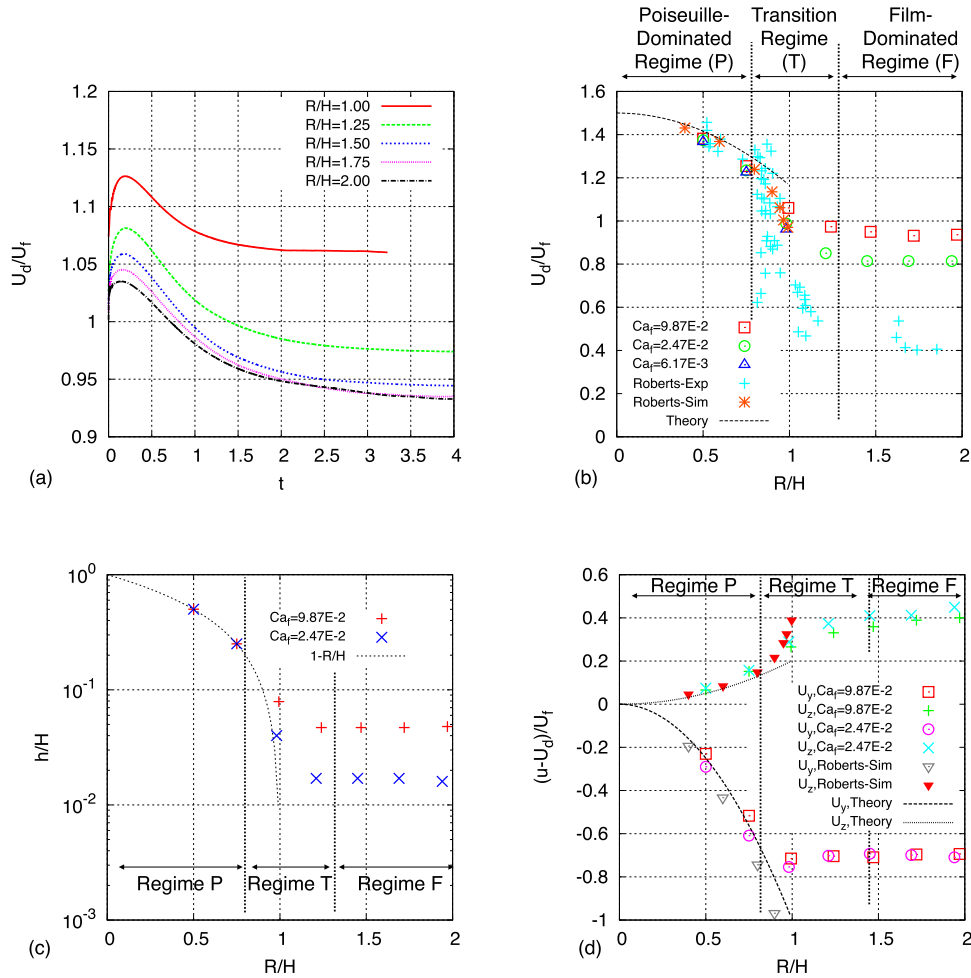 1.2
1.15
1.1
1.05
1
0.95
0.9
0
0.5
1
1.5
2
2.5
3
3.5
4
U_d/U_f
t
R/H=1.00
R/H=1.25
R/H=1.50
R/H=1.75
R/H=2.00
(a)
Poiseuille-
Dominated
Regime (P)
Transition
Regime
(T)
Film-
Dominated
Regime (F)
1.6
1.4
1.2
1
0.8
0.6
0.4
0.2
0
0
0.5
1
1.5
2
U_d/U_f
R/H
Ca_f=9.87E-2
Ca_f=2.47E-2
Ca_f=6.17E-3
Roberts-Exp
Roberts-Sim
Theory
(b)
10^0
10^-1
10^-2
10^-3
0
0.5
1
1.5
2
h/H
R/H
Ca_f=9.87E-2
Ca_f=2.47E-2
1-R/H
Regime P
Regime T
Regime F
(c)
Regime P
Regime T
Regime F
0.6
0.4
0.2
0
-0.2
-0.4
-0.6
-0.8
-1
0
0.5
1
1.5
2
(u-U_d)/U_f
R/H
U_y,Ca_f=9.87E-2
U_z,Ca_f=9.87E-2
U_y,Ca_f=2.47E-2
U_z,Ca_f=2.47E-2
U_y,Roberts-Sim
U_z,Roberts-Sim
U_y,Theory
U_z,Theory
(d)